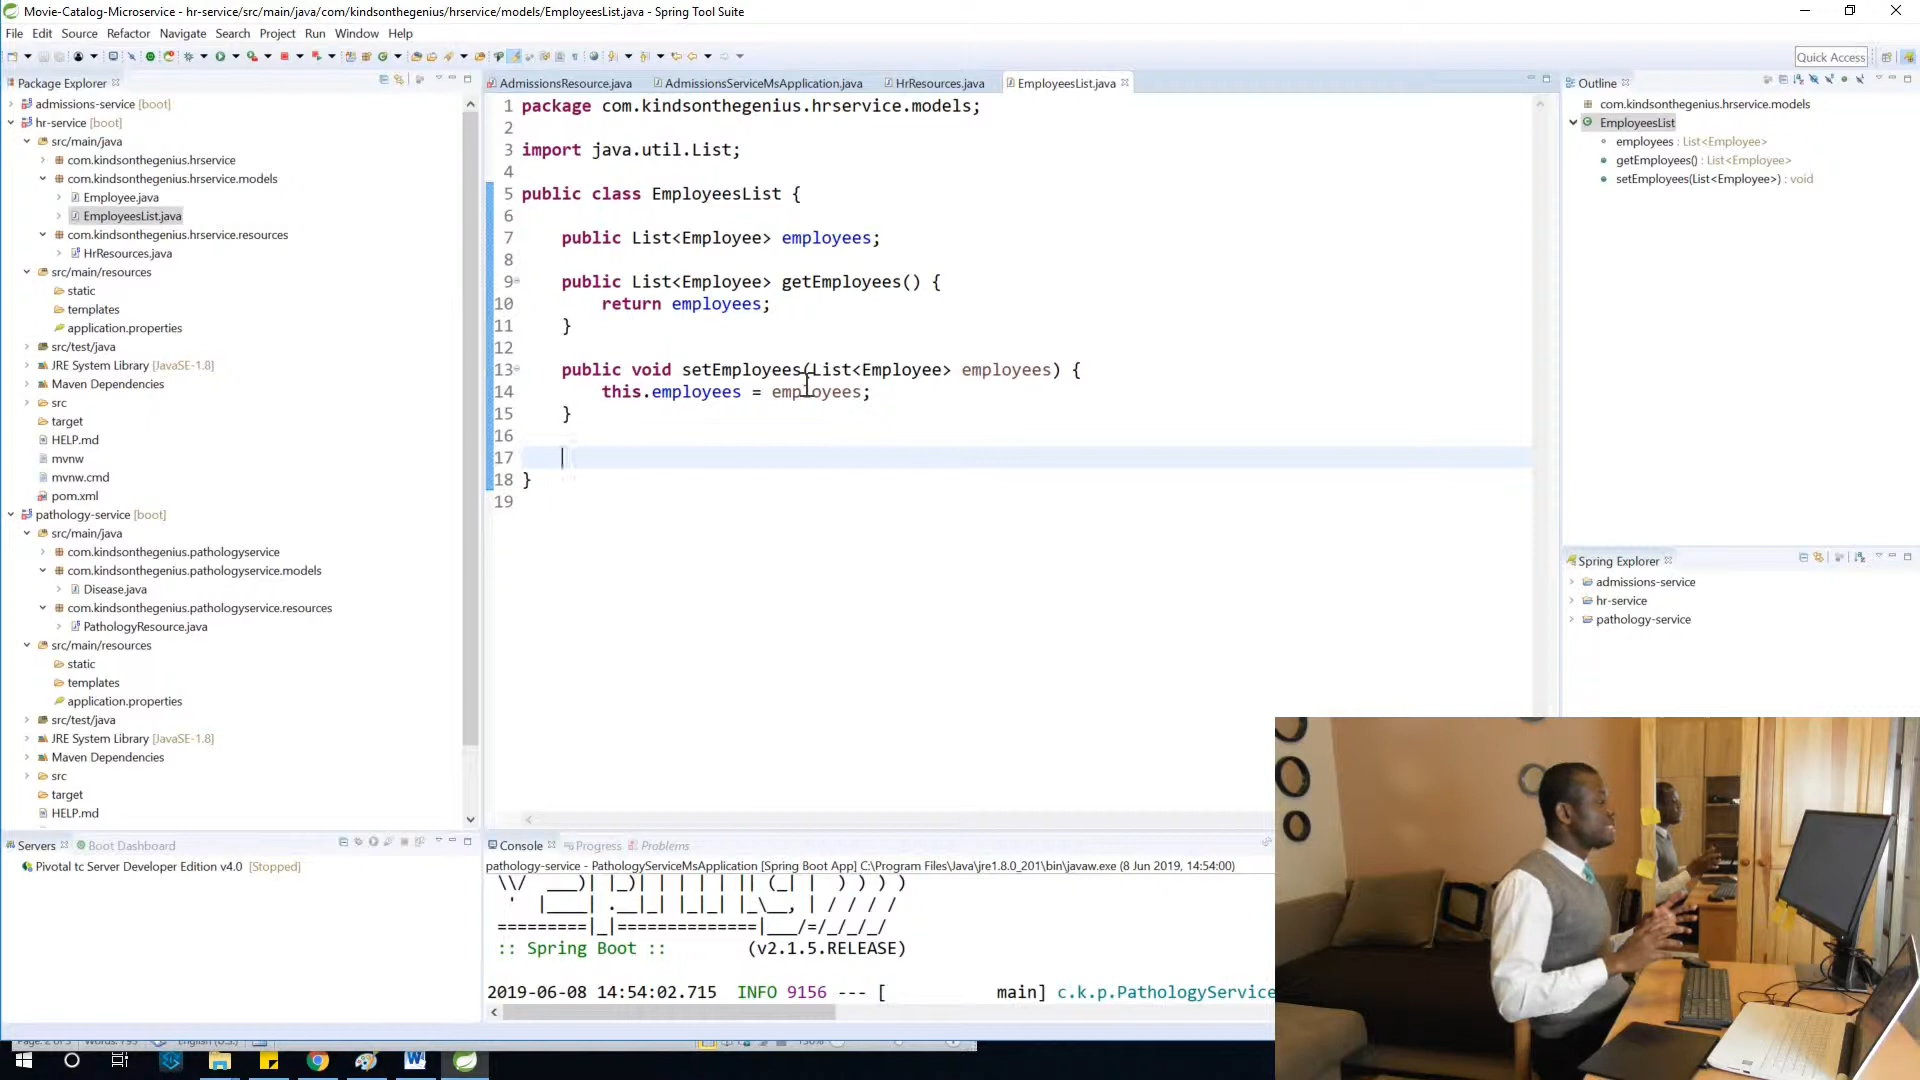 Movie-Catalog-Microservice - hr-service/src/main/java/com/kindsonthegenius/hrservice/models/EmployeesList.java - Spring Tool Suite
File Edit Source Refactor Navigate Search Project Run Window Help
Quick Access
Package Explorer
admissions-service [boot]
hr-service [boot]
src/main/java
com.kindsonthegenius.hrservice
com.kindsonthegenius.hrservice.models
Employee.java
EmployeesList.java
com.kindsonthegenius.hrservice.resources
HrResources.java
src/main/resources
static
templates
application.properties
src/test/java
JRE System Library [JavaSE-1.8]
Maven Dependencies
src
target
HELP.md
mvnw
mvnw.cmd
pom.xml
pathology-service [boot]
src/main/java
com.kindsonthegenius.pathologyservice
com.kindsonthegenius.pathologyservice.models
Disease.java
com.kindsonthegenius.pathologyservice.resources
PathologyResource.java
src/main/resources
static
templates
application.properties
src/test/java
JRE System Library [JavaSE-1.8]
Maven Dependencies
src
target
HELP.md
AdmissionsResource.java AdmissionsServiceMsApplication.java HrResources.java EmployeesList.java
1 package com.kindsonthegenius.hrservice.models;
2
3 import java.util.List;
4
5 public class EmployeesList {
6
7 public List<Employee> employees;
8
9 public List<Employee> getEmployees() {
10 return employees;
11 }
12
13 public void setEmployees(List<Employee> employees) {
14 this.employees = employees;
15 }
16
17
18 }
19
Outline
com.kindsonthegenius.hrservice.models
EmployeesList
employees : List<Employee>
getEmployees() : List<Employee>
setEmployees(List<Employee>) : void
Spring Explorer
admissions-service
hr-service
pathology-service
Servers Boot Dashboard
Pivotal tc Server Developer Edition v4.0 [Stopped]
Console Progress Problems
pathology-service - PathologyServiceMsApplication [Spring Boot App] C:\Program Files\Java\jre1.8.0_201\bin\javaw.exe (8 Jun 2019, 14:54:00)
\\/ ___)| |_)| | | | | || (_| | ) ) ) )
' |____| .__|_| |_|_| |_\__, | / / / /
=========|_|==============|___/=/_/_/_/
:: Spring Boot :: (v2.1.5.RELEASE)
2019-06-08 14:54:02.715 INFO 9156 --- [ main] c.k.p.PathologyService